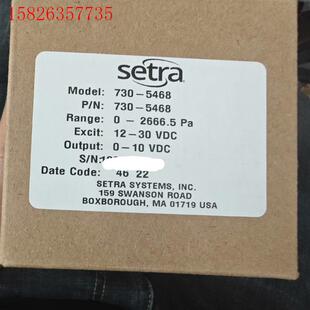 15826357735
setra
Model: 730-5468
P/N: 730-5468
Range: 0 - 2666.5 Pa
Excit: 12-30 VDC
Output: 0-10 VDC
S/N:
Date Code: 46 22
SETRA SYSTEMS, INC.
159 SWANSON ROAD
BOXBOROUGH, MA 01719 USA